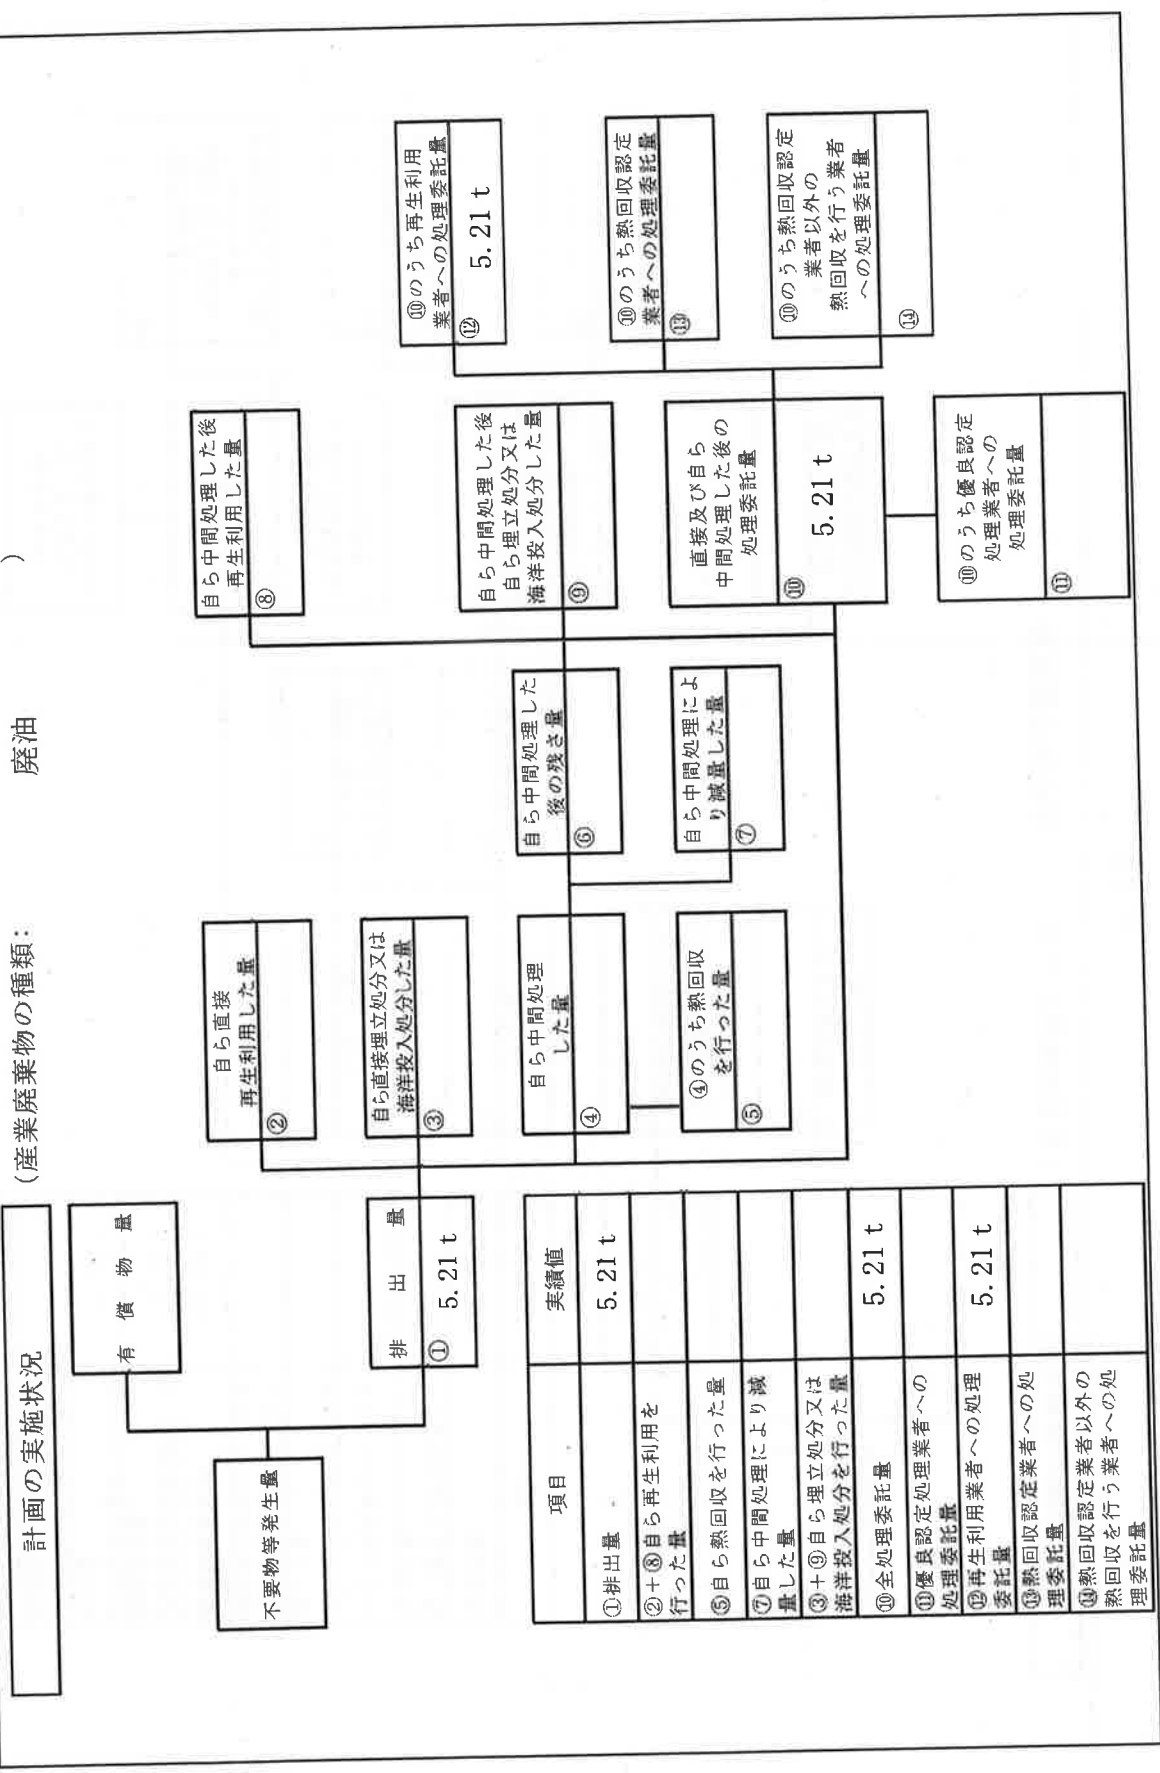 計画の実施状況
(産業廃棄物の種類: 廃油 )
不要物等発生量
有償物量
排出量
① 5.21 t
自ら直接
再生利用した量
②
自ら直接埋立処分又は
海洋投入処分した量
③
自ら中間処理
した量
④
④のうち熱回収
を行った量
⑤
自ら中間処理した
後の残さ量
⑥
自ら中間処理によ
り減量した量
⑦
自ら中間処理した後
再生利用した量
⑧
自ら中間処理した後
自ら埋立処分又は
海洋投入処分した量
⑨
直接及び自ら
中間処理した後の
処理委託量
⑩ 5.21 t
⑩のうち優良認定
処理業者への
処理委託量
⑪
⑩のうち再生利用
業者への処理委託量
⑫ 5.21 t
⑩のうち熱回収認定
業者への処理委託量
⑬
⑩のうち熱回収認定
業者以外の
熱回収を行う業者
への処理委託量
⑭
項目 実績値
①排出量 5.21 t
②+⑧自ら再生利用を
行った量
⑤自ら熱回収を行った量
⑦自ら中間処理により減
量した量
③+⑨自ら埋立処分又は
海洋投入処分を行った量
⑩全処理委託量 5.21 t
⑪優良認定処理業者への
処理委託量
⑫再生利用業者への処理
委託量 5.21 t
⑬熱回収認定業者への処
理委託量
⑭熱回収認定業者以外の
熱回収を行う業者への処
理委託量